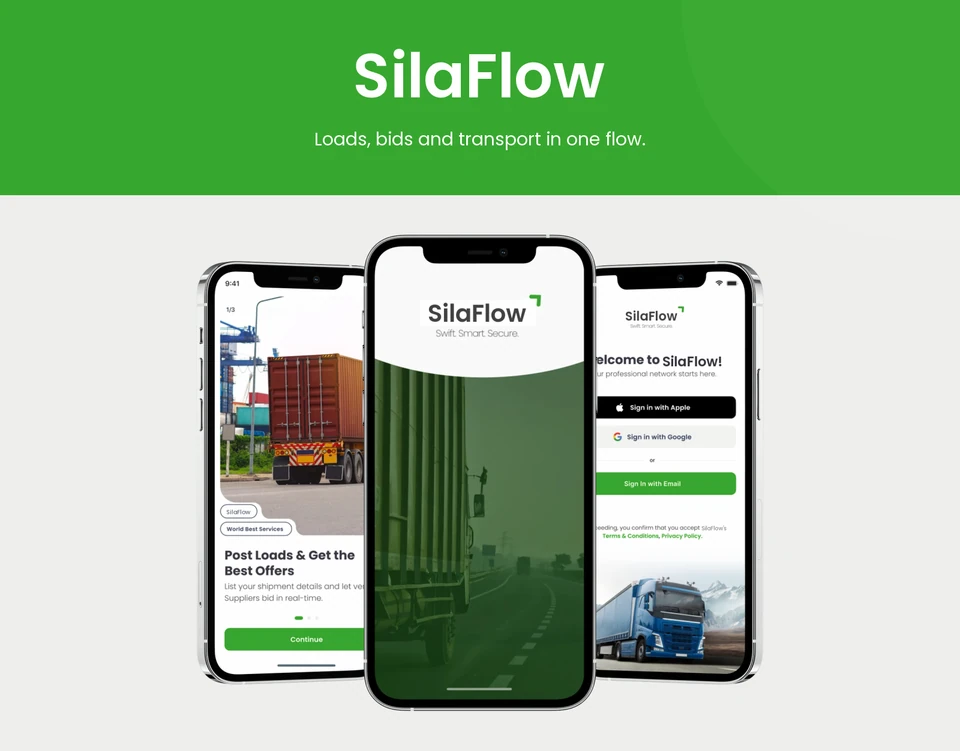 SilaFlow
Loads, bids and transport in one flow.
9:41
1/3
SilaFlow
World Best Services
Post Loads & Get the
Best Offers
List your shipment details and let ver
Suppliers bid in real-time.
Continue
SilaFlow
Swift. Smart. Secure.
SilaFlow
Swift. Smart. Secure.
elcome to SilaFlow!
ur professional network starts here.
Sign in with Apple
Sign in with Google
or
Sign In with Email
eeding, you confirm that you accept SilaFlow's
Terms & Conditions, Privacy Policy.